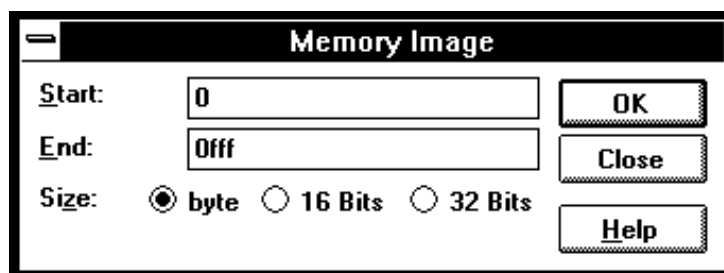 Memory Image
Start: 0 OK
End: 0fff Close
Size: byte 16 Bits 32 Bits
Help